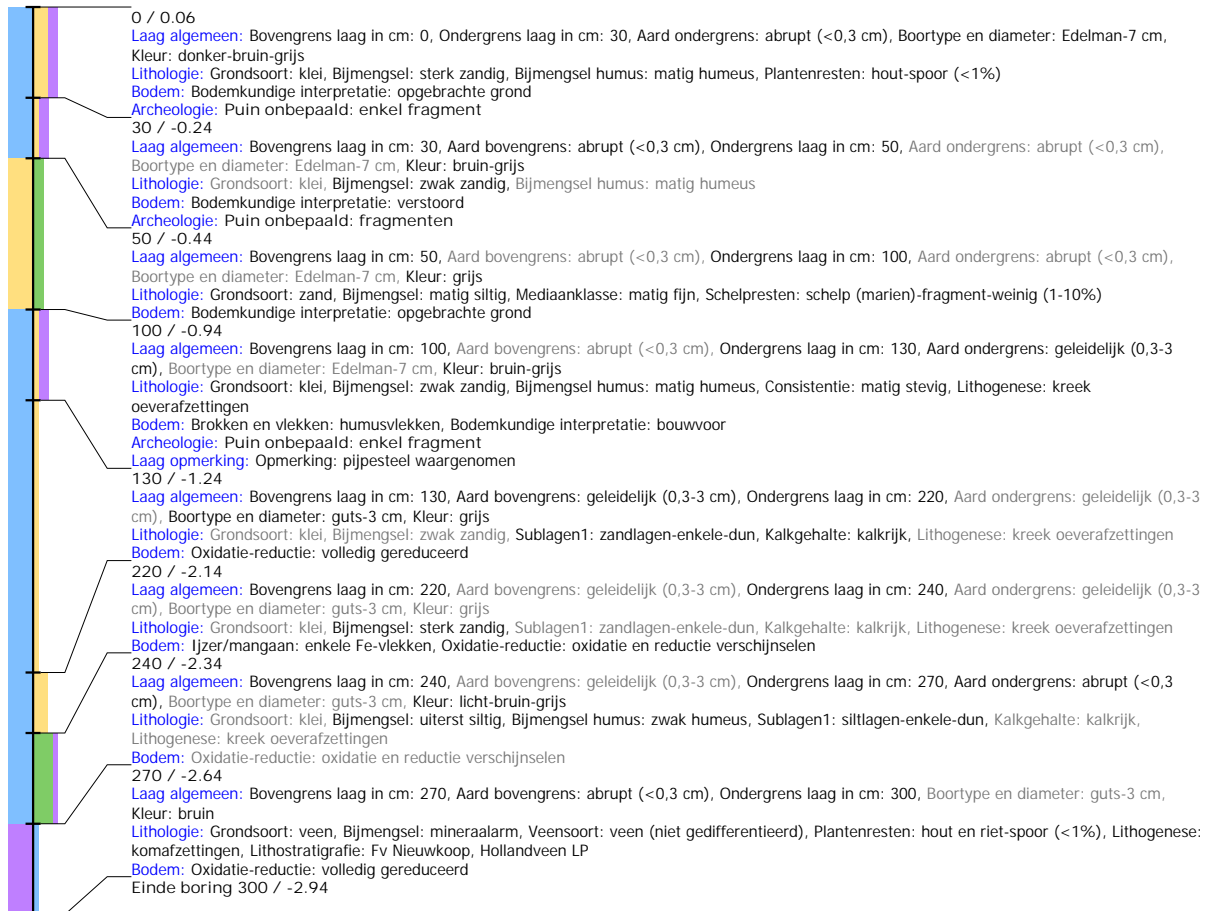 0 / 0.06
Laag algemeen: Bovengrens laag in cm: 0, Ondergrens laag in cm: 30, Aard ondergrens: abrupt (<0,3 cm), Boortype en diameter: Edelman-7 cm,
Kleur: donker-bruin-grijs
Lithologie: Grondsoort: klei, Bijmengsel: sterk zandig, Bijmengsel humus: matig humeus, Plantenresten: hout-spoor (<1%)
Bodem: Bodemkundige interpretatie: opgebrachte grond
Archeologie: Puin onbepaald: enkel fragment
30 / -0.24
Laag algemeen: Bovengrens laag in cm: 30, Aard bovengrens: abrupt (<0,3 cm), Ondergrens laag in cm: 50, Aard ondergrens: abrupt (<0,3 cm),
Boortype en diameter: Edelman-7 cm, Kleur: bruin-grijs
Lithologie: Grondsoort: klei, Bijmengsel: zwak zandig, Bijmengsel humus: matig humeus
Bodem: Bodemkundige interpretatie: verstoord
Archeologie: Puin onbepaald: fragmenten
50 / -0.44
Laag algemeen: Bovengrens laag in cm: 50, Aard bovengrens: abrupt (<0,3 cm), Ondergrens laag in cm: 100, Aard ondergrens: abrupt (<0,3 cm),
Boortype en diameter: Edelman-7 cm, Kleur: grijs
Lithologie: Grondsoort: zand, Bijmengsel: matig siltig, Mediaanklasse: matig fijn, Schelpresten: schelp (marien)-fragment-weinig (1-10%)
Bodem: Bodemkundige interpretatie: opgebrachte grond
100 / -0.94
Laag algemeen: Bovengrens laag in cm: 100, Aard bovengrens: abrupt (<0,3 cm), Ondergrens laag in cm: 130, Aard ondergrens: geleidelijk (0,3-3
cm), Boortype en diameter: Edelman-7 cm, Kleur: bruin-grijs
Lithologie: Grondsoort: klei, Bijmengsel: zwak zandig, Bijmengsel humus: matig humeus, Consistentie: matig stevig, Lithogenese: kreek
oeverafzettingen
Bodem: Brokken en vlekken: humusvlekken, Bodemkundige interpretatie: bouwvoor
Archeologie: Puin onbepaald: enkel fragment
Laag opmerking: Opmerking: pijpesteel waargenomen
130 / -1.24
Laag algemeen: Bovengrens laag in cm: 130, Aard bovengrens: geleidelijk (0,3-3 cm), Ondergrens laag in cm: 220, Aard ondergrens: geleidelijk (0,3-3
cm), Boortype en diameter: guts-3 cm, Kleur: grijs
Lithologie: Grondsoort: klei, Bijmengsel: zwak zandig, Sublagen1: zandlagen-enkele-dun, Kalkgehalte: kalkrijk, Lithogenese: kreek oeverafzettingen
Bodem: Oxidatie-reductie: volledig gereduceerd
220 / -2.14
Laag algemeen: Bovengrens laag in cm: 220, Aard bovengrens: geleidelijk (0,3-3 cm), Ondergrens laag in cm: 240, Aard ondergrens: geleidelijk (0,3-3
cm), Boortype en diameter: guts-3 cm, Kleur: grijs
Lithologie: Grondsoort: klei, Bijmengsel: sterk zandig, Sublagen1: zandlagen-enkele-dun, Kalkgehalte: kalkrijk, Lithogenese: kreek oeverafzettingen
Bodem: Ijzer/mangaan: enkele Fe-vlekken, Oxidatie-reductie: oxidatie en reductie verschijnselen
240 / -2.34
Laag algemeen: Bovengrens laag in cm: 240, Aard bovengrens: geleidelijk (0,3-3 cm), Ondergrens laag in cm: 270, Aard ondergrens: abrupt (<0,3
cm), Boortype en diameter: guts-3 cm, Kleur: licht-bruin-grijs
Lithologie: Grondsoort: klei, Bijmengsel: uiterst siltig, Bijmengsel humus: zwak humeus, Sublagen1: siltlagen-enkele-dun, Kalkgehalte: kalkrijk,
Lithogenese: kreek oeverafzettingen
Bodem: Oxidatie-reductie: oxidatie en reductie verschijnselen
270 / -2.64
Laag algemeen: Bovengrens laag in cm: 270, Aard bovengrens: abrupt (<0,3 cm), Ondergrens laag in cm: 300, Boortype en diameter: guts-3 cm,
Kleur: bruin
Lithologie: Grondsoort: veen, Bijmengsel: mineraalarm, Veensoort: veen (niet gedifferentieerd), Plantenresten: hout en riet-spoor (<1%), Lithogenese:
komafzettingen, Lithostratigrafie: Fv Nieuwkoop, Hollandveen LP
Bodem: Oxidatie-reductie: volledig gereduceerd
Einde boring 300 / -2.94